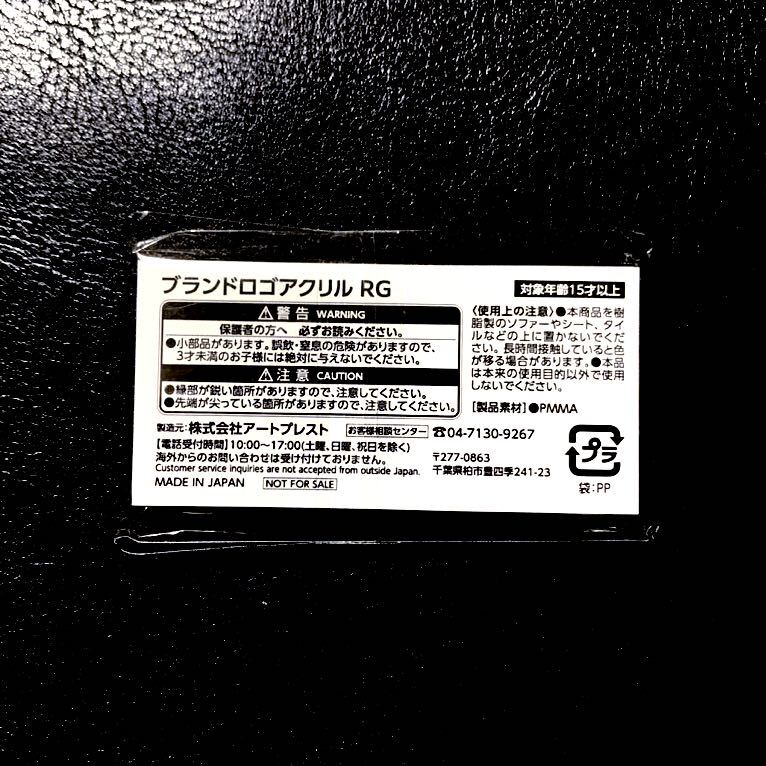 ブランドロゴアクリル RG
対象年齢15才以上
⚠警告 WARNING
保護者の方へ 必ずお読みください。
●小部品があります。誤飲・窒息の危険がありますので、
3才未満のお子様には絶対に与えないでください。
⚠注意 CAUTION
●縁部が鋭い箇所がありますので、注意してください。
●先端が尖っている箇所がありますので、注意してください。
〈使用上の注意〉●本商品を樹
脂製のソファーやシート、タイ
ルなどの上に置かないでくだ
さい。長時間接触していると色
が移る場合があります。●本品
は本来の使用目的以外で使用
しないでください。
【製品素材】●PMMA
製造元:株式会社アートプレスト お客様相談センター ☎04-7130-9267
【電話受付時間】10:00～17:00(土曜、日曜、祝日を除く)
海外からのお問い合わせは受け付けておりません。
Customer service inquiries are not accepted from outside Japan.
〒277-0863
千葉県柏市豊四季241-23
MADE IN JAPAN NOT FOR SALE
プラ
袋:PP